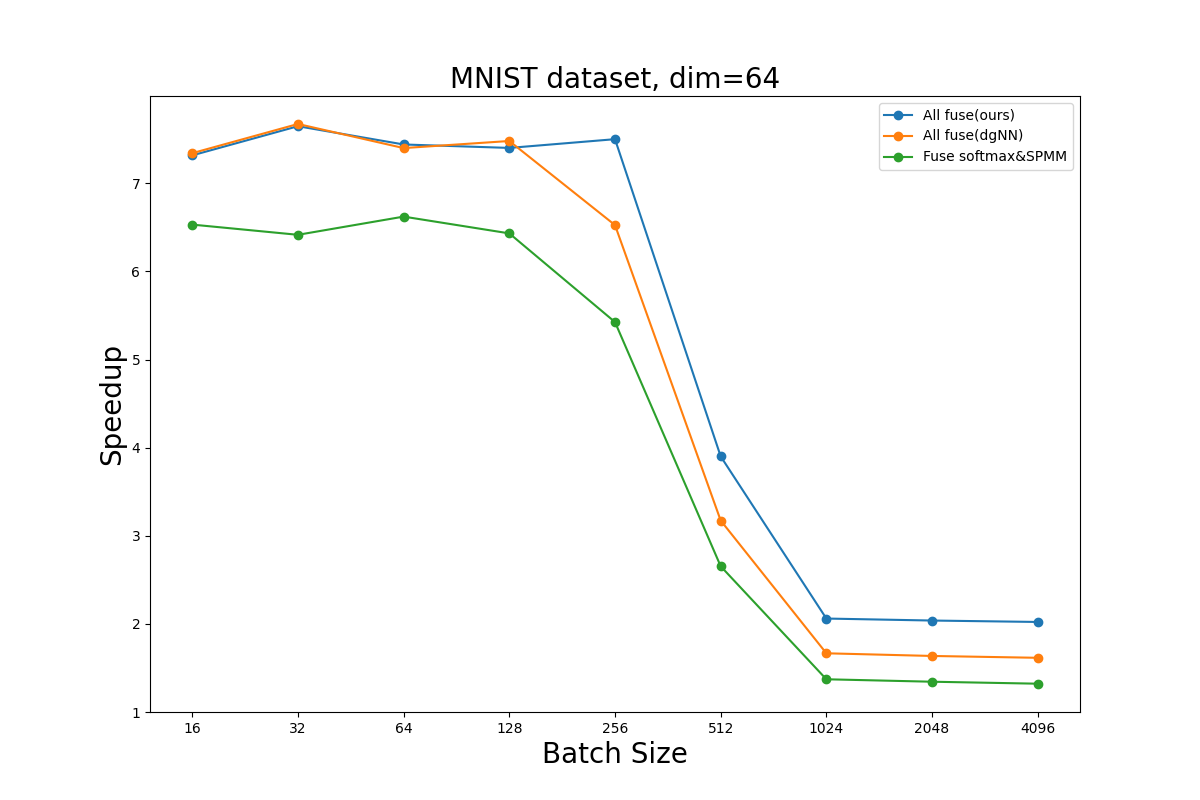 MNIST dataset, dim=64
All fuse(ours)
All fuse(dgNN)
Fuse softmax&SPMM
Speedup
7
6
5
4
3
2
1
16 32 64 128 256 512 1024 2048 4096
Batch Size